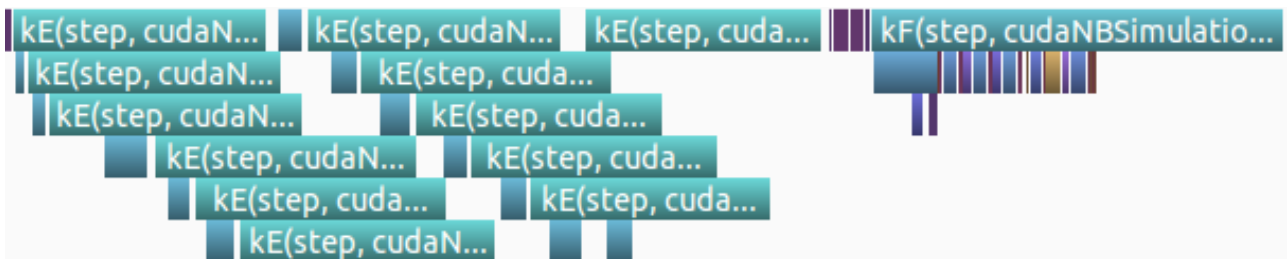 kE(step, cudaN... kE(step, cudaN... kE(step, cuda... kF(step, cudaNBSimulatio...
kE(step, cudaN... kE(step, cuda...
kE(step, cudaN... kE(step, cuda...
kE(step, cudaN... kE(step, cuda...
kE(step, cuda... kE(step, cuda...
kE(step, cudaN...